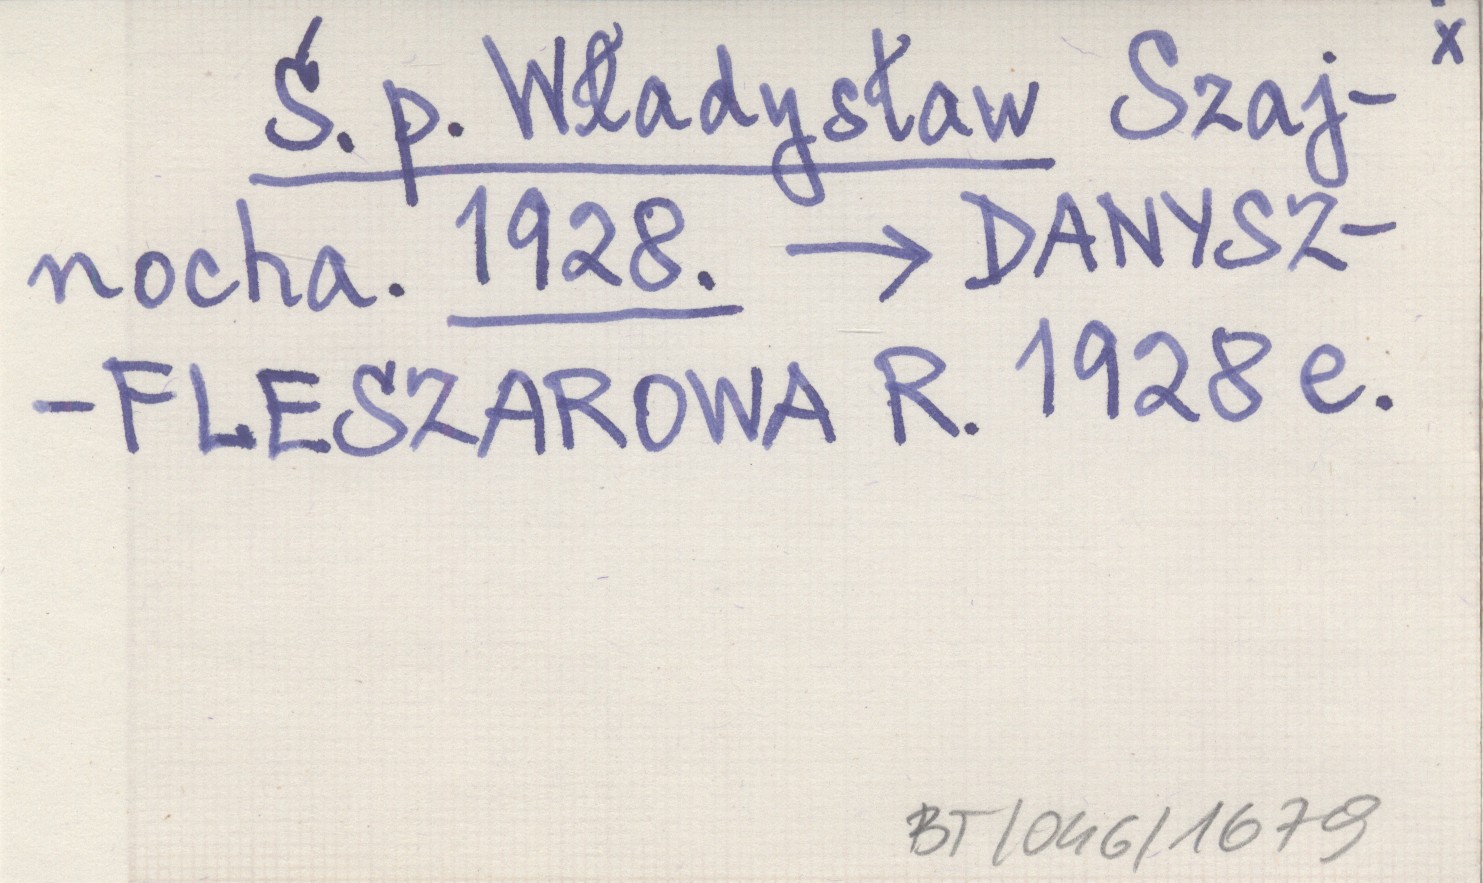 x
Ś. p. Władysław Szaj-
nocha. 1928. → DANYSZ-
-FLESZAROWA R. 1928 e.
BT/046/1679